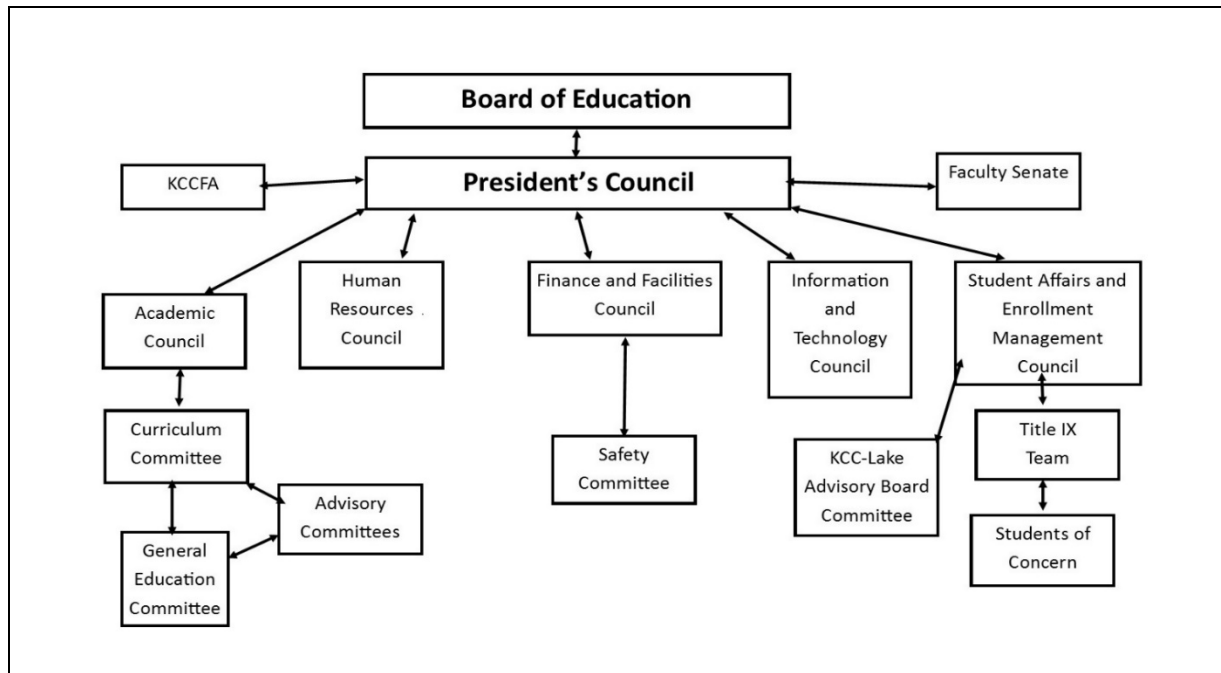 Board of Education
KCCFA
President's Council
Faculty Senate
Academic
Council
Human
Resources
Council
Finance and Facilities
Council
Information
and
Technology
Council
Student Affairs and
Enrollment
Management
Council
Curriculum
Committee
Advisory
Committees
General
Education
Committee
Safety
Committee
KCC-Lake
Advisory Board
Committee
Title IX
Team
Students of
Concern